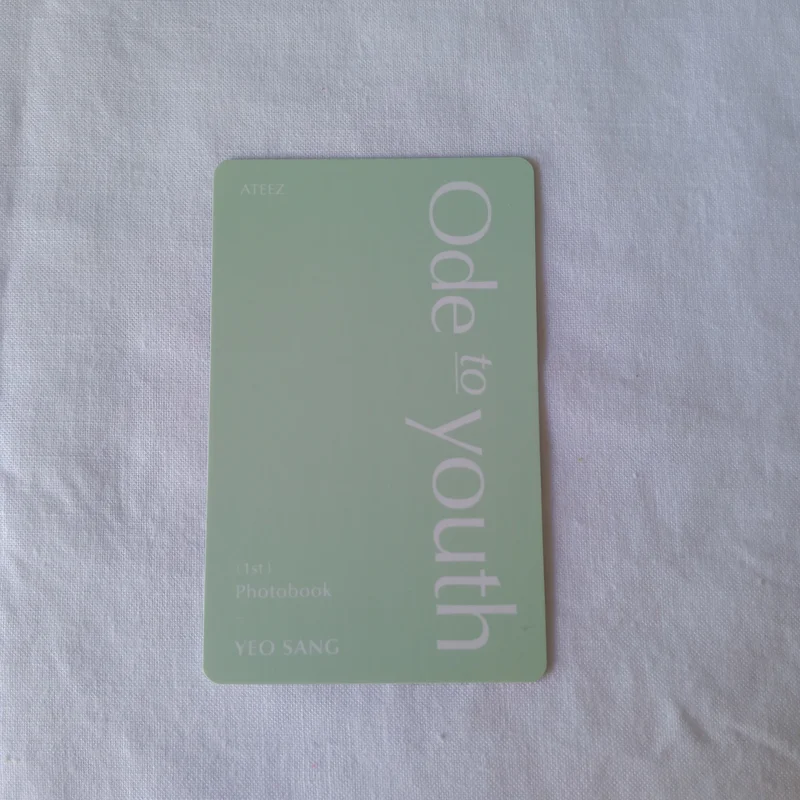 ATEEZ
Ode to youth
(1st)
Photobook
YEO SANG